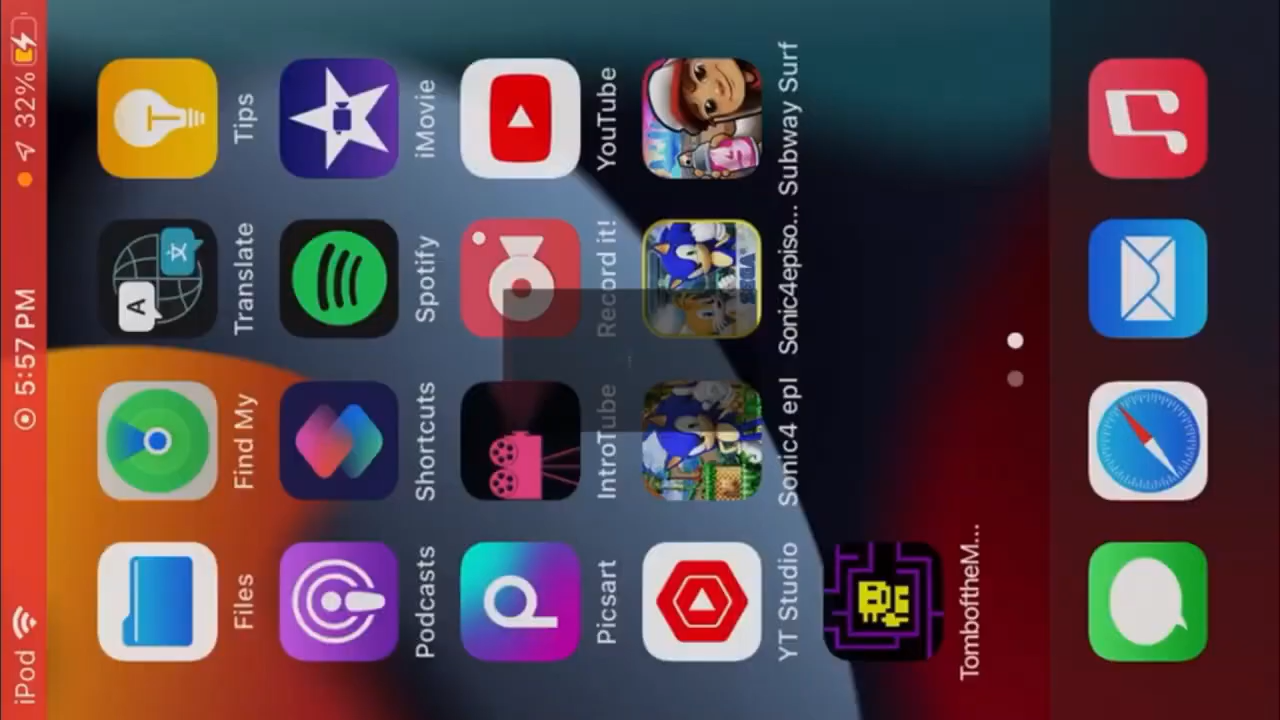 iPod 5:57 PM 32%
Files Find My Translate Tips
Podcasts Shortcuts Spotify iMovie
Picsart IntroTube Record it! YouTube
YT Studio Sonic4 epI Sonic4episo... Subway Surf
TomboftheM...